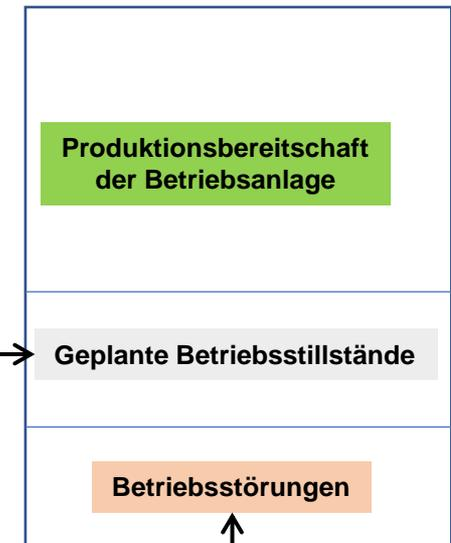 Produktionsbereitschaft
der Betriebsanlage
Geplante Betriebsstillstände
Betriebsstörungen